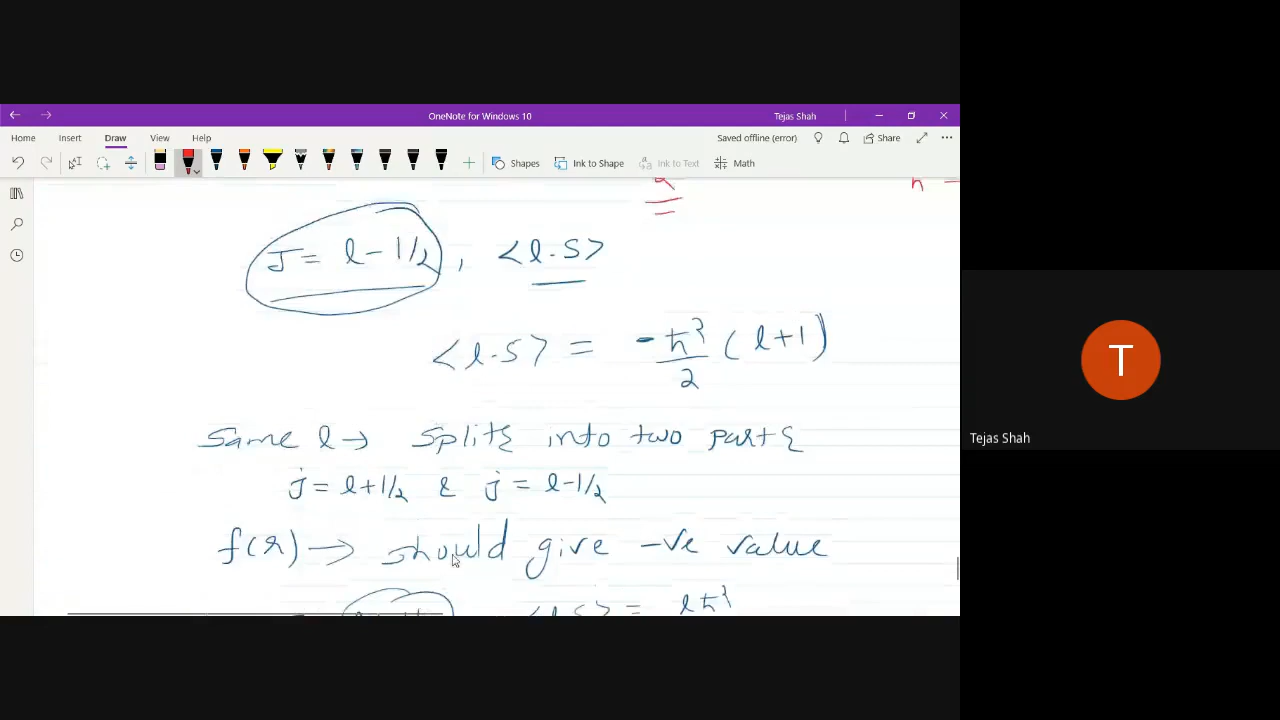 OneNote for Windows 10
Tejas Shah
Home Insert Draw View Help
Saved offline (error)
Share
Shapes
Ink to Shape
Ink to Text
Math
J = l - 1/2 , <l.S>
<l.S> = -ħ²/2 (l+1)
Same l → Splits into two parts
j = l+1/2 & j = l-1/2
f(r) → should give -ve value
<l.S> = lħ²
T
Tejas Shah